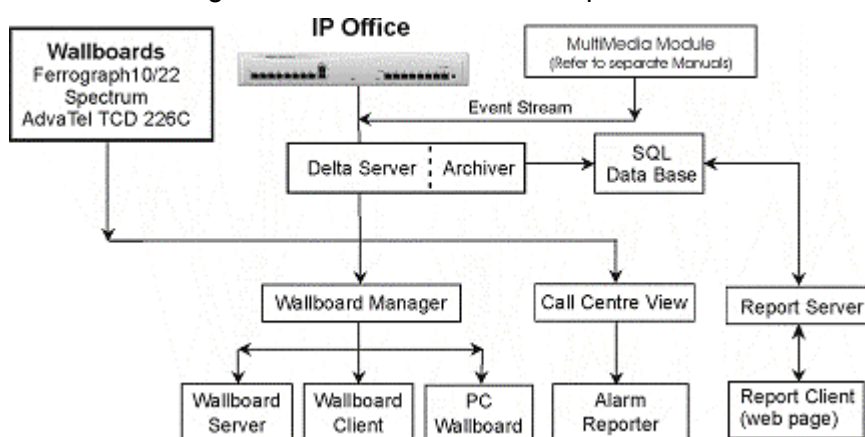 Wallboards
Ferrograph10/22
Spectrum
AdvaTel TCD 226C
IP Office
MultiMedia Module
(Refer to separate Manuals)
Event Stream
Delta Server
Archiver
SQL
Data Base
Wallboard Manager
Call Centre View
Report Server
Wallboard
Server
Wallboard
Client
PC
Wallboard
Alarm
Reporter
Report Client
(web page)